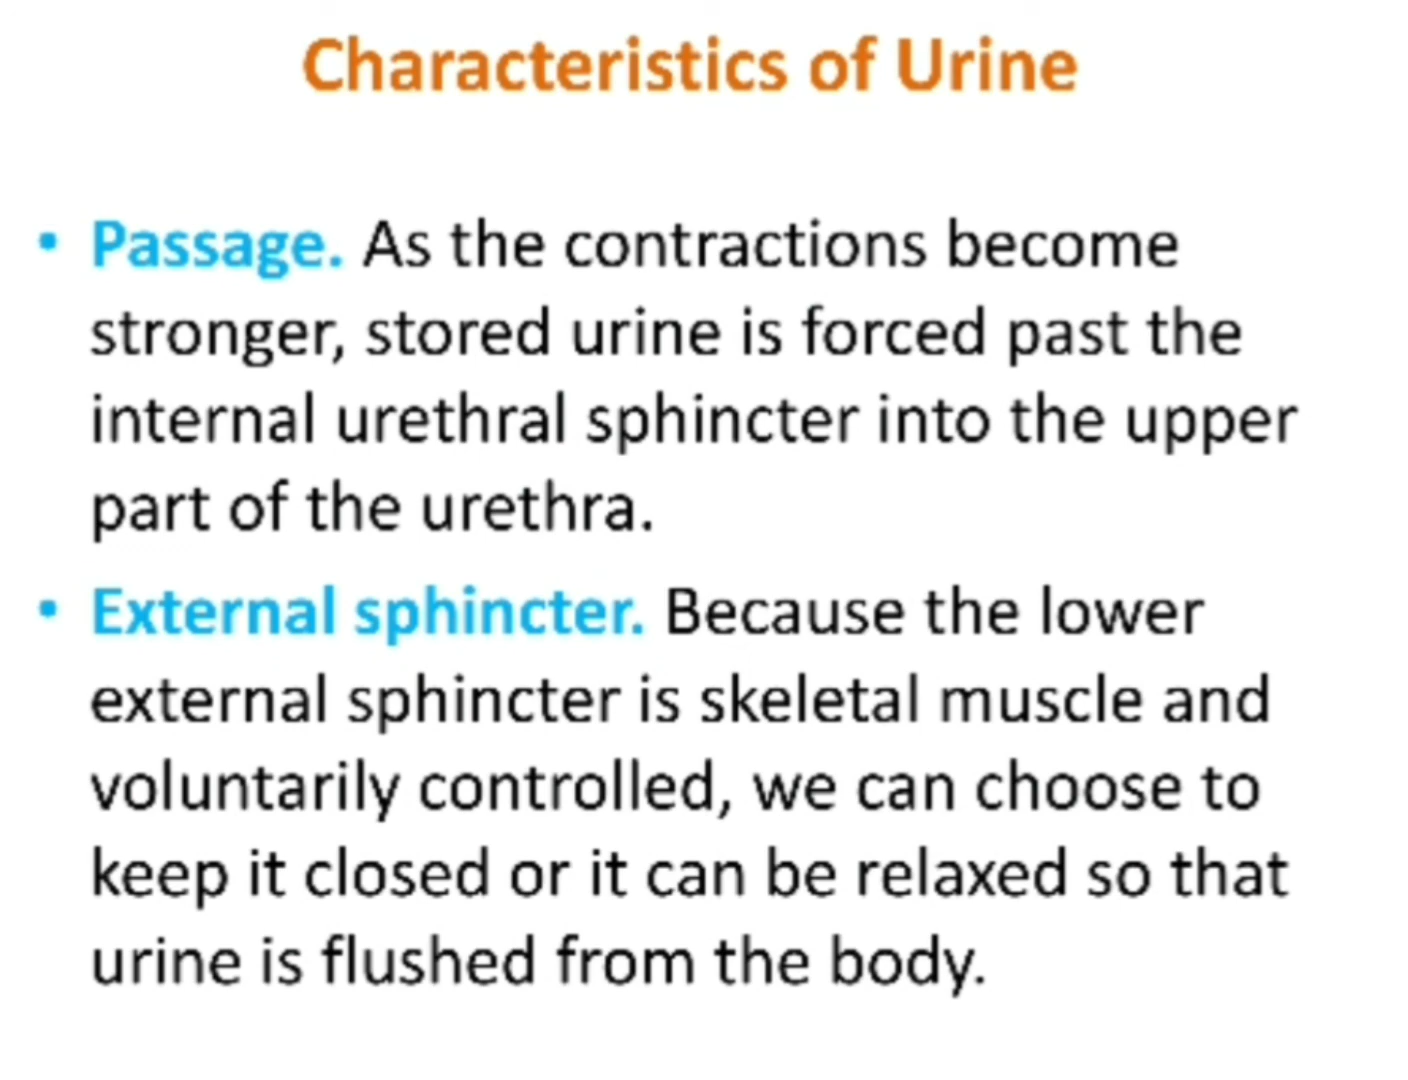 Characteristics of Urine
• Passage. As the contractions become
stronger, stored urine is forced past the
internal urethral sphincter into the upper
part of the urethra.
• External sphincter. Because the lower
external sphincter is skeletal muscle and
voluntarily controlled, we can choose to
keep it closed or it can be relaxed so that
urine is flushed from the body.